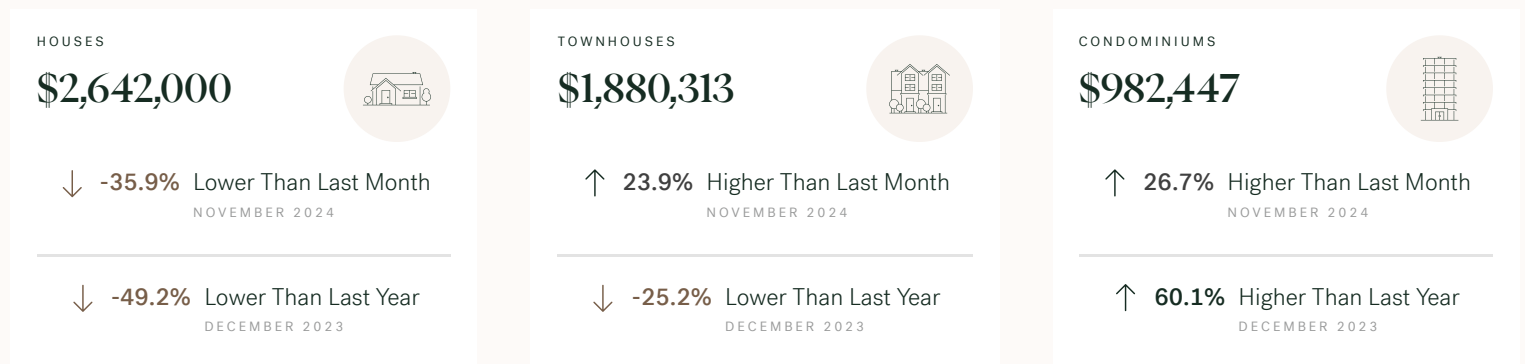 HOUSES
$2,642,000
-35.9% Lower Than Last Month
NOVEMBER 2024
-49.2% Lower Than Last Year
DECEMBER 2023
TOWNHOUSES
$1,880,313
23.9% Higher Than Last Month
NOVEMBER 2024
-25.2% Lower Than Last Year
DECEMBER 2023
CONDOMINIUMS
$982,447
26.7% Higher Than Last Month
NOVEMBER 2024
60.1% Higher Than Last Year
DECEMBER 2023